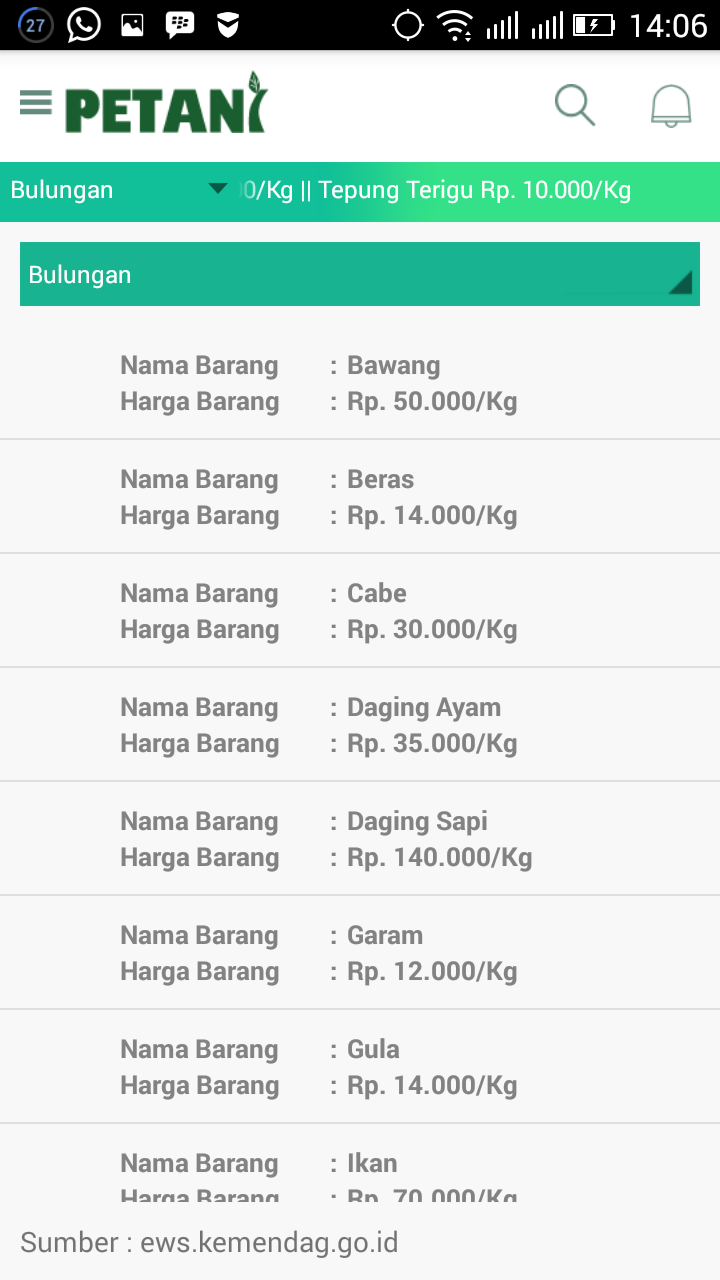 27 14:06
PETANI
Bulungan 0/Kg || Tepung Terigu Rp. 10.000/Kg
Bulungan
Nama Barang : Bawang
Harga Barang : Rp. 50.000/Kg
Nama Barang : Beras
Harga Barang : Rp. 14.000/Kg
Nama Barang : Cabe
Harga Barang : Rp. 30.000/Kg
Nama Barang : Daging Ayam
Harga Barang : Rp. 35.000/Kg
Nama Barang : Daging Sapi
Harga Barang : Rp. 140.000/Kg
Nama Barang : Garam
Harga Barang : Rp. 12.000/Kg
Nama Barang : Gula
Harga Barang : Rp. 14.000/Kg
Nama Barang : Ikan
Harga Barang : Rp. 70.000/Kg
Sumber : ews.kemendag.go.id